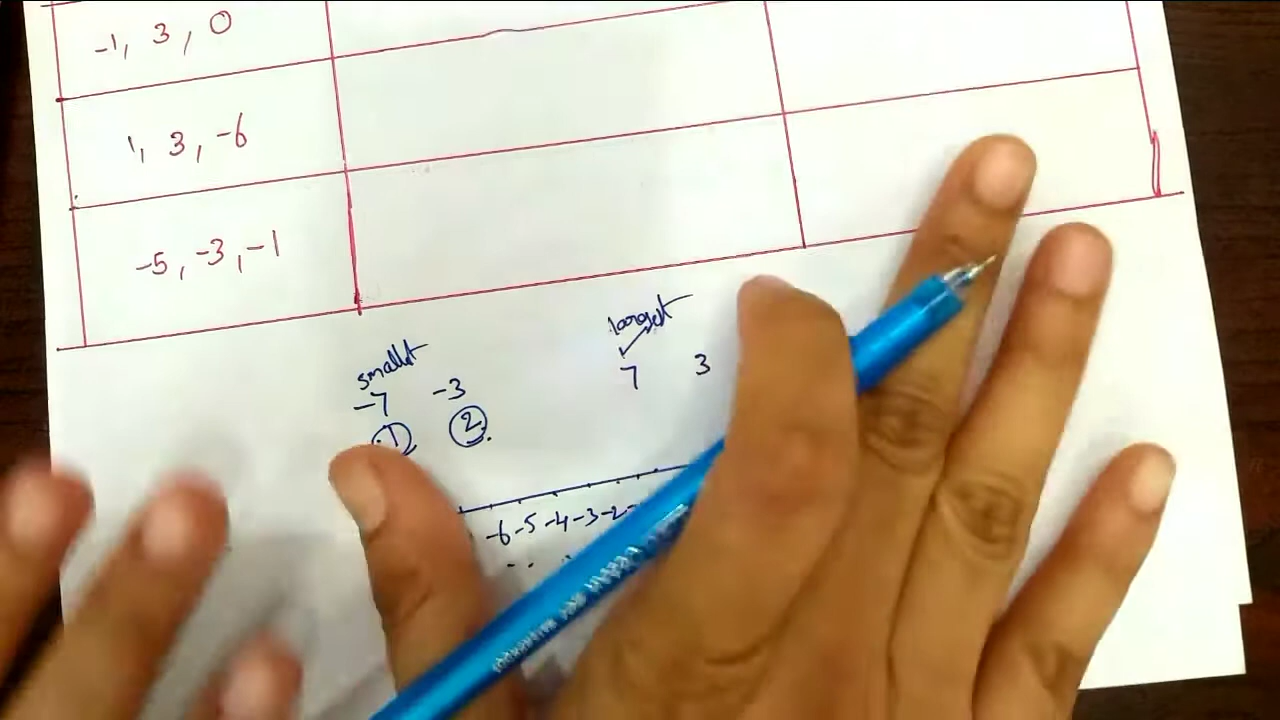 -1, 3, 0
1, 3, -6
-5, -3, -1
smallest
largest
-7 -3
7 3
1 2
-6 -5 -4 -3 -2